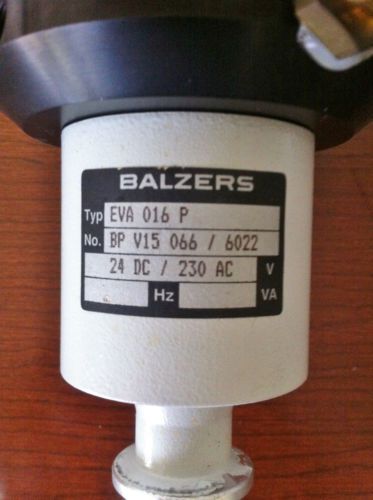 BALZERS
Typ EVA 016 P
No. BP V15 066 / 6022
24 DC / 230 AC V
Hz VA